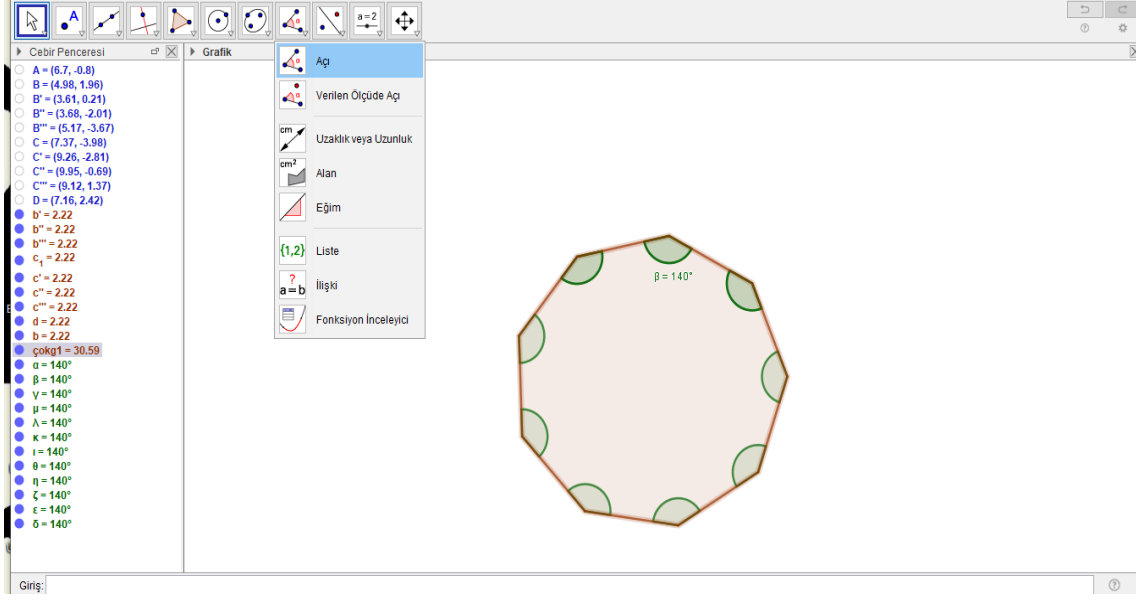 A
α
a=2
Cebir Penceresi
Grafik
A = (6.7, -0.8)
B = (4.98, 1.96)
B' = (3.61, 0.21)
B'' = (3.68, -2.01)
B''' = (5.17, -3.67)
C = (7.37, -3.98)
C' = (9.26, -2.81)
C'' = (9.95, -0.69)
C''' = (9.12, 1.37)
D = (7.16, 2.42)
b' = 2.22
b'' = 2.22
b''' = 2.22
c₁ = 2.22
c' = 2.22
c'' = 2.22
c''' = 2.22
d = 2.22
b = 2.22
çokg1 = 30.59
α = 140°
β = 140°
γ = 140°
μ = 140°
λ = 140°
κ = 140°
ι = 140°
θ = 140°
η = 140°
ζ = 140°
ε = 140°
δ = 140°
α Açı
α Verilen Ölçüde Açı
cm Uzaklık veya Uzunluk
cm² Alan
Eğim
{1,2} Liste
? a=b İlişki
Fonksiyon İnceleyici
β = 140°
Giriş: